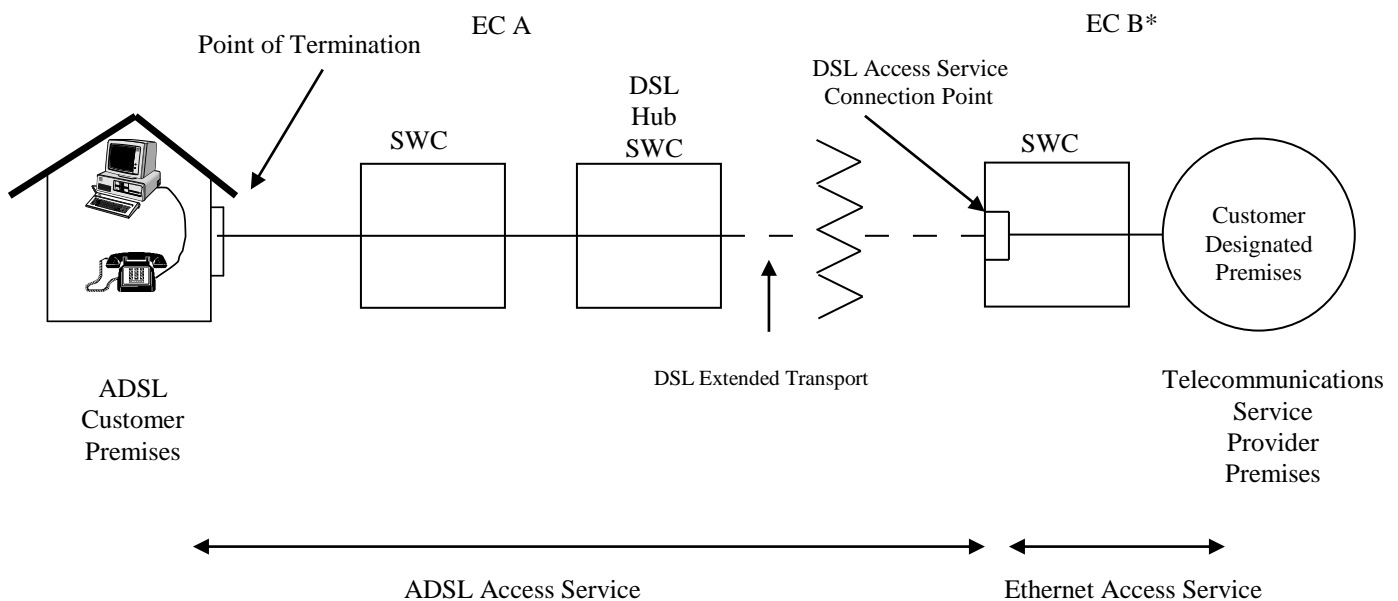 EC A
EC B*
Point of Termination
DSL Access Service
Connection Point
DSL
Hub
SWC
SWC
SWC
Customer
Designated
Premises
DSL Extended Transport
ADSL
Customer
Premises
Telecommunications
Service
Provider
Premises
ADSL Access Service
Ethernet Access Service